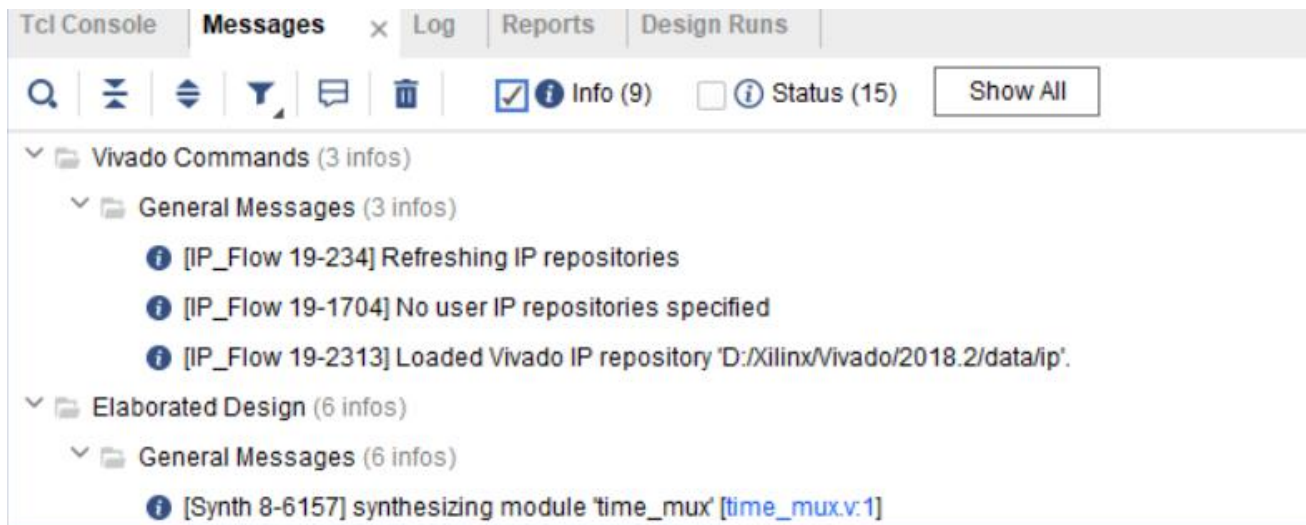 Tcl Console Messages Log Reports Design Runs
Info (9) Status (15) Show All
Vivado Commands (3 infos)
General Messages (3 infos)
[IP_Flow 19-234] Refreshing IP repositories
[IP_Flow 19-1704] No user IP repositories specified
[IP_Flow 19-2313] Loaded Vivado IP repository 'D:/Xilinx/Vivado/2018.2/data/ip'.
Elaborated Design (6 infos)
General Messages (6 infos)
[Synth 8-6157] synthesizing module 'time_mux' [time_mux.v:1]